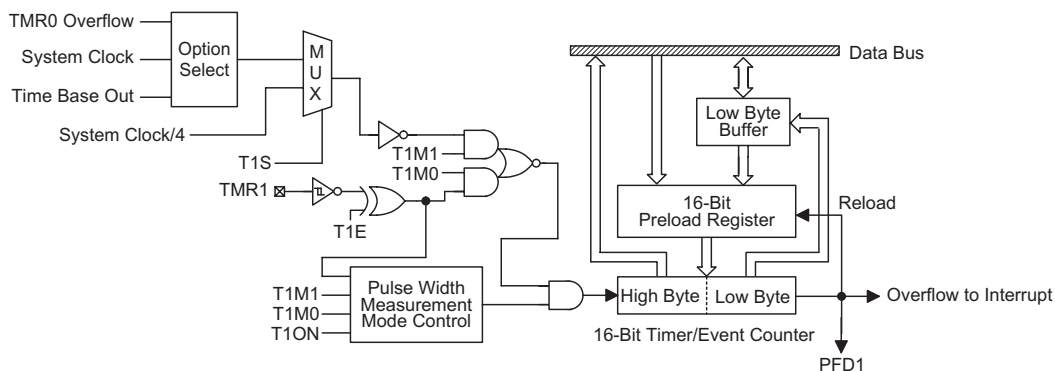 TMR0 Overflow
System Clock
Time Base Out
Option
Select
M
U
X
System Clock/4
T1S
T1M1
T1M0
TMR1
T1E
T1M1
T1M0
T1ON
Pulse Width
Measurement
Mode Control
Data Bus
Low Byte
Buffer
16-Bit
Preload Register
Reload
High Byte
Low Byte
Overflow to Interrupt
16-Bit Timer/Event Counter
PFD1